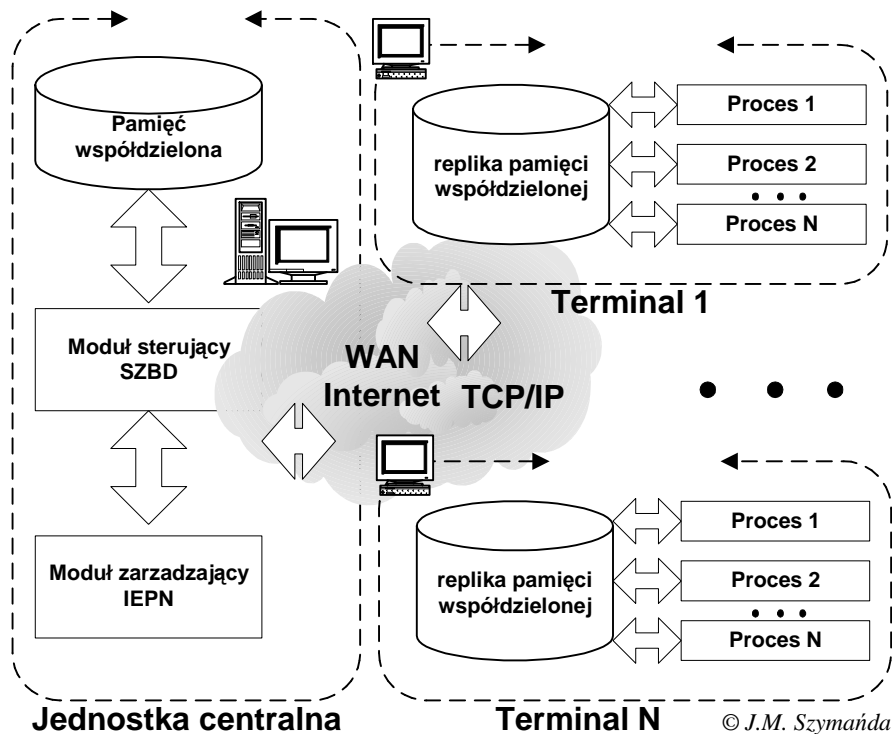 Pamięć
współdzielona
Moduł sterujący
SZBD
Moduł zarzadzający
IEPN
Jednostka centralna
WAN
Internet
TCP/IP
replika pamięci
współdzielonej
Proces 1
Proces 2
• • •
Proces N
Terminal 1
• • •
replika pamięci
współdzielonej
Proces 1
Proces 2
• • •
Proces N
Terminal N
© J.M. Szymańda